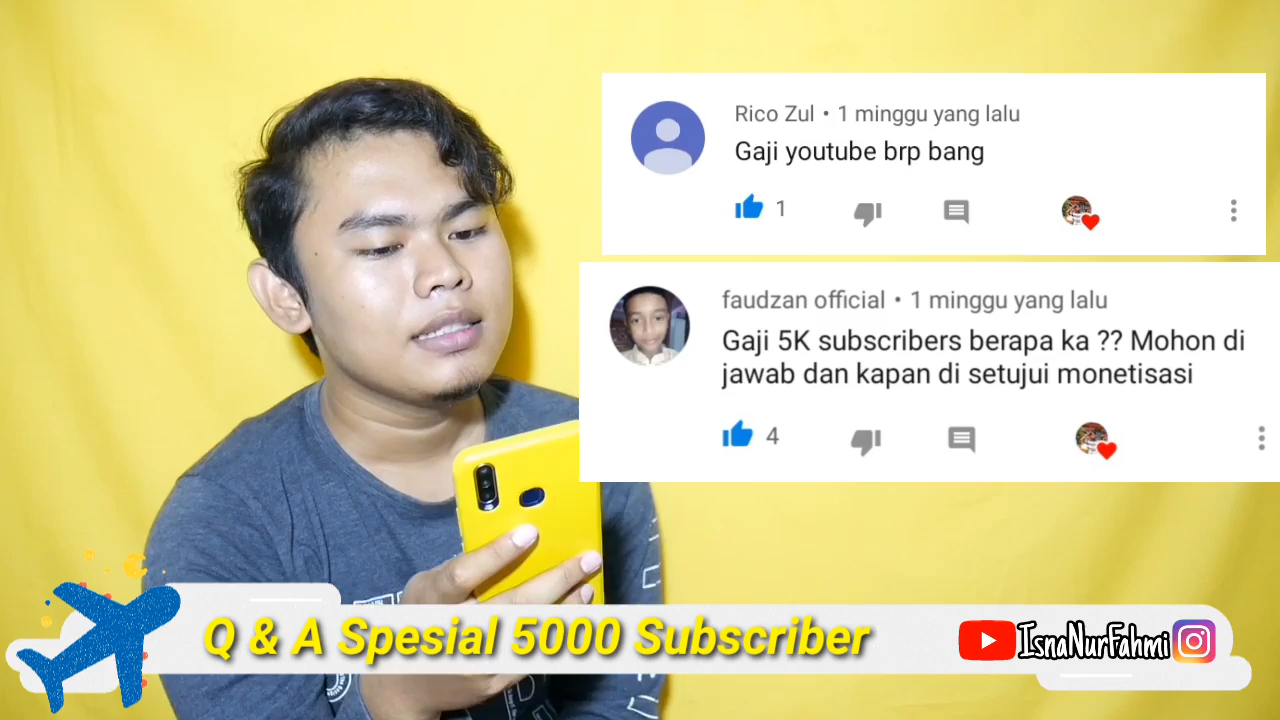 Rico Zul • 1 minggu yang lalu
Gaji youtube brp bang
1
faudzan official • 1 minggu yang lalu
Gaji 5K subscribers berapa ka ?? Mohon di
jawab dan kapan di setujui monetisasi
4
Q & A Spesial 5000 Subscriber
IsnaNurFahmi